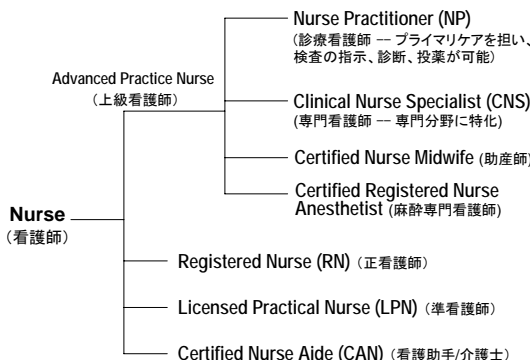 Nurse Practitioner (NP)
(診療看護師 -- プライマリケアを担い、
検査の指示、診断、投薬が可能)
Advanced Practice Nurse
(上級看護師)
Clinical Nurse Specialist (CNS)
(専門看護師 -- 専門分野に特化)
Certified Nurse Midwife (助産師)
Certified Registered Nurse
Anesthetist (麻酔専門看護師)
Nurse
(看護師)
Registered Nurse (RN) (正看護師)
Licensed Practical Nurse (LPN) (準看護師)
Certified Nurse Aide (CAN) (看護助手/介護士)